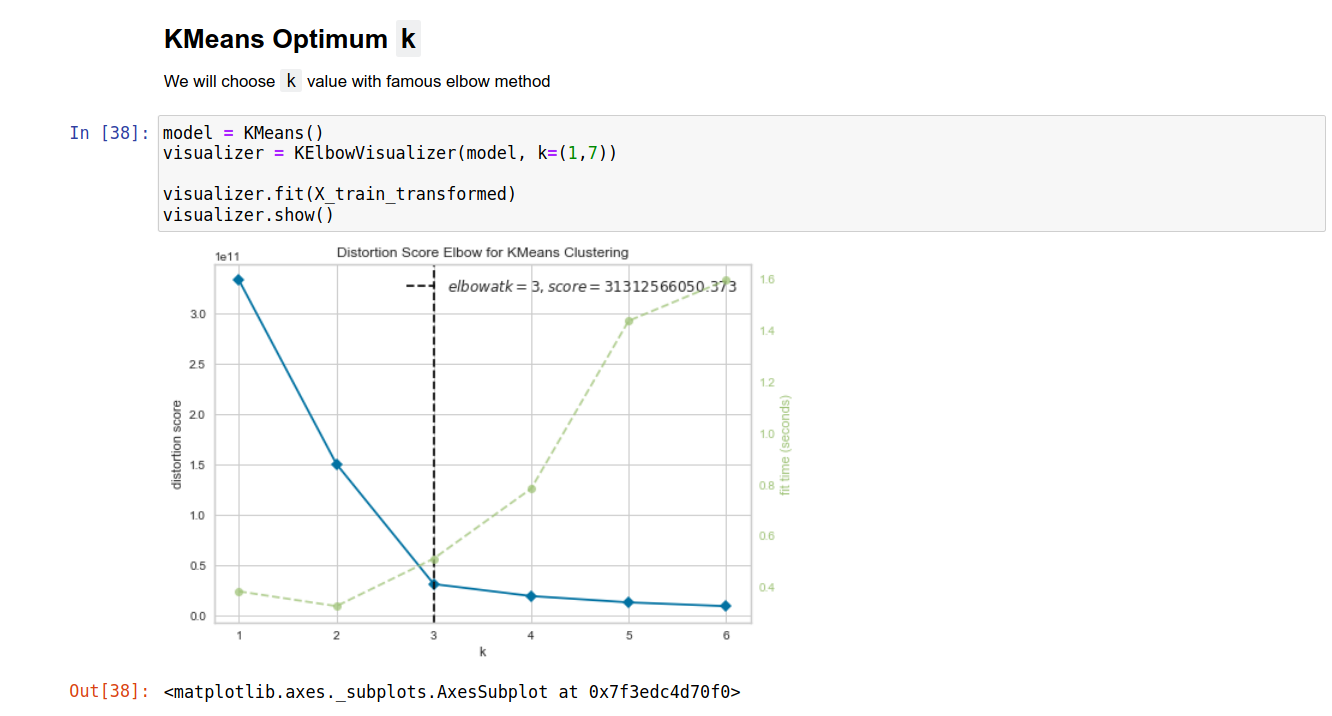 KMeans Optimum k
We will choose k value with famous elbow method
In [38]:
model = KMeans()
visualizer = KElbowVisualizer(model, k=(1,7))
visualizer.fit(X_train_transformed)
visualizer.show()
1e11
Distortion Score Elbow for KMeans Clustering
elbowatk = 3, score = 31312566050.373
distortion score
3.0
2.5
2.0
1.5
1.0
0.5
0.0
1 2 3 4 5 6
k
1.6
1.4
1.2
1.0
0.8
0.6
0.4
fit time (seconds)
Out[38]: <matplotlib.axes._subplots.AxesSubplot at 0x7f3edc4d70f0>